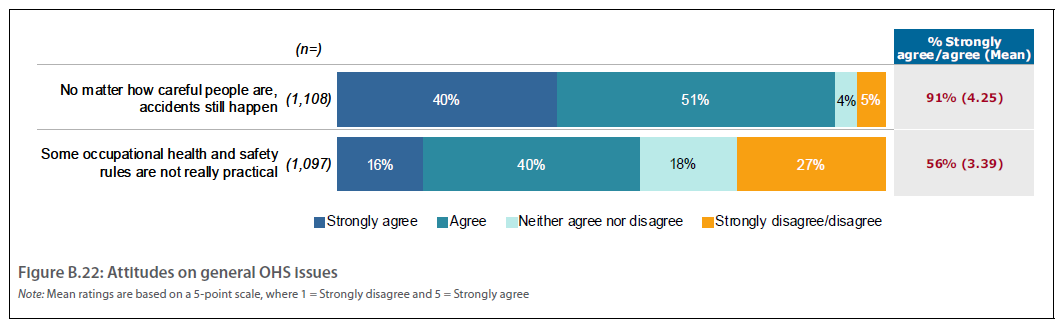 (n=)
% Strongly
agree/agree (Mean)
No matter how careful people are,
accidents still happen
(1,108)
40%
51%
4%
5%
91% (4.25)
Some occupational health and safety
rules are not really practical
(1,097)
16%
40%
18%
27%
56% (3.39)
Strongly agree
Agree
Neither agree nor disagree
Strongly disagree/disagree
Figure B.22: Attitudes on general OHS issues
Note: Mean ratings are based on a 5-point scale, where 1 = Strongly disagree and 5 = Strongly agree